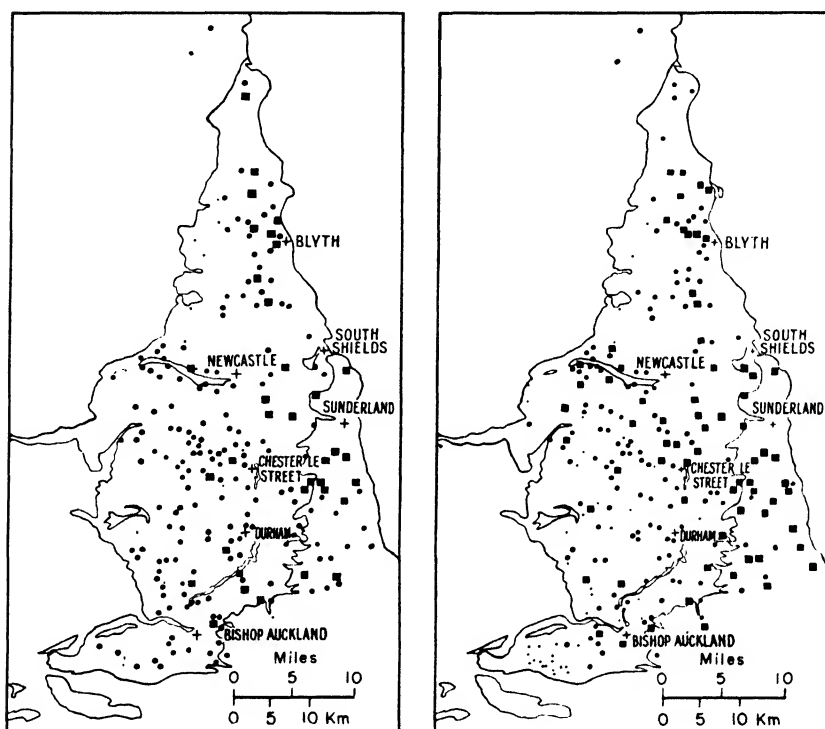 BLYTH
SOUTH
SHIELDS
NEWCASTLE
SUNDERLAND
CHESTER LE
STREET
DURHAM
BISHOP AUCKLAND
Miles
0 5 10
0 5 10 Km
BLYTH
SOUTH
SHIELDS
NEWCASTLE
SUNDERLAND
CHESTER LE
STREET
DURHAM
BISHOP AUCKLAND
Miles
0 5 10
0 5 10 Km